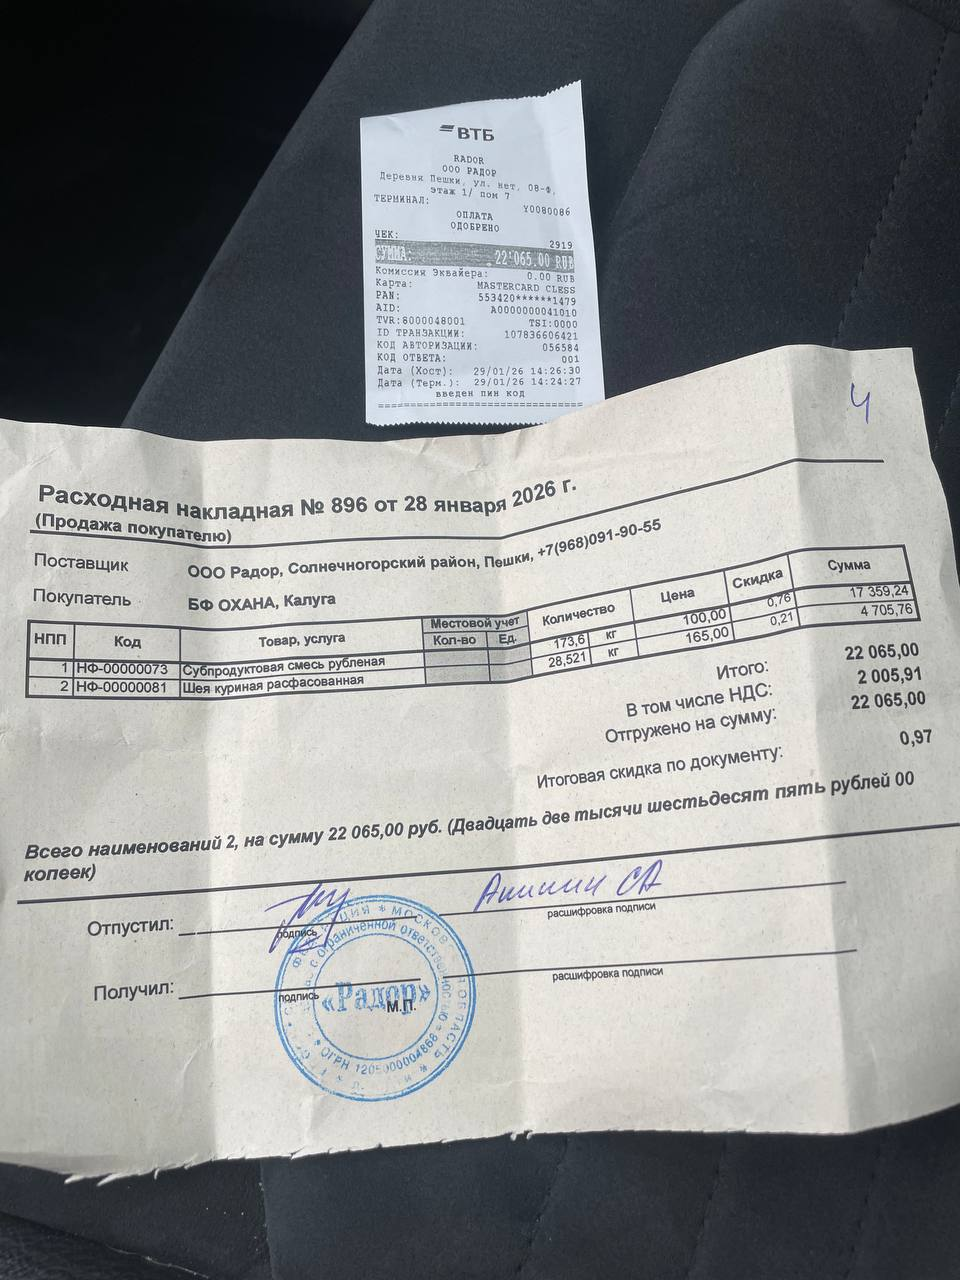 ВТБ
RADOR
ООО РАДОР
Деревня Пешки, ул. нет, 08-Ф,
этаж 1/ пом 7
ТЕРМИНАЛ: Y0080086
ОПЛАТА
ОДОБРЕНО
ЧЕК: 2919
СУММА: 22'065.00 RUB
Комиссия Эквайера: 0.00 RUB
Карта: MASTERCARD CLESS
PAN: 553420******1479
AID: A0000000041010
TVR:8000048001 TSI:0000
ID ТРАНЗАКЦИИ: 107836606421
КОД АВТОРИЗАЦИИ: 056584
КОД ОТВЕТА: 001
Дата (Хост): 29/01/26 14:26:30
Дата (Терм.): 29/01/26 14:24:27
введен пин код
Ч
Расходная накладная № 896 от 28 января 2026 г.
(Продажа покупателю)
Поставщик ООО Радор, Солнечногорский район, Пешки, +7(968)091-90-55
Покупатель БФ ОХАНА, Калуга
НПП Код Товар, услуга Местовой учет Количество Цена Скидка Сумма
Кол-во Ед.
1 НФ-00000073 Субпродуктовая смесь рубленая 173,6 кг 100,00 0,76 17 359,24
2 НФ-00000081 Шея куриная расфасованная 28,521 кг 165,00 0,21 4 705,76
Итого: 22 065,00
В том числе НДС: 2 005,91
Отгружено на сумму: 22 065,00
Итоговая скидка по документу: 0,97
Всего наименований 2, на сумму 22 065,00 руб. (Двадцать две тысячи шестьдесят пять рублей 00
копеек)
Отпустил: подпись расшифровка подписи
Получил: подпись расшифровка подписи
М.П.
«Радор»
ОГРН 1205000004868
с ограниченной ответственностью